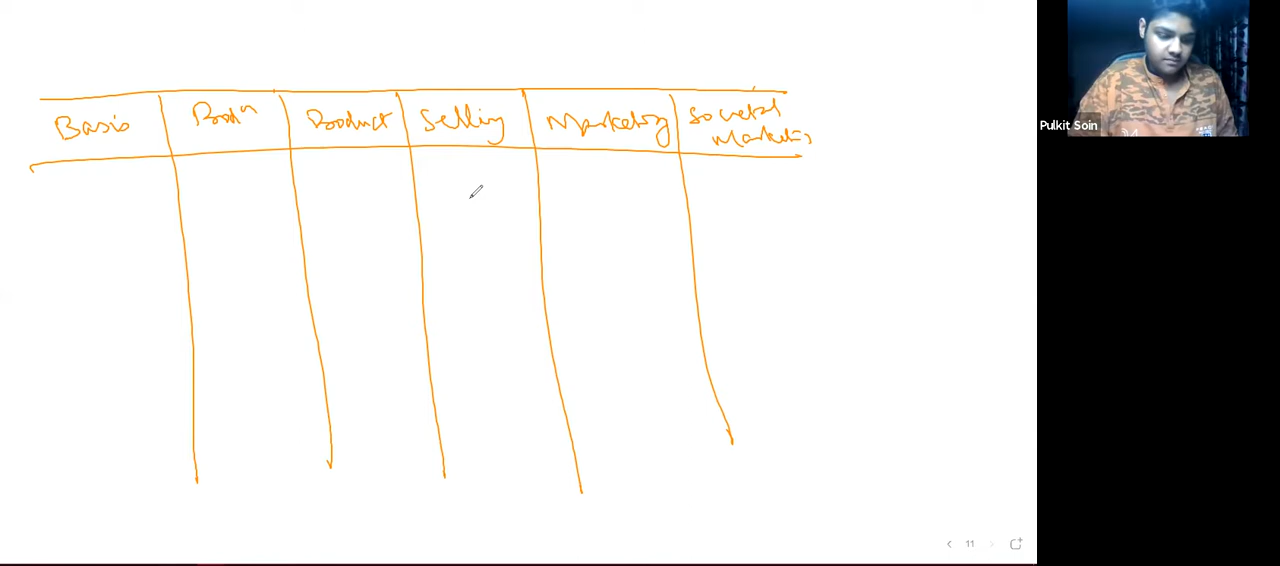 Basis
Prodn
Product
Selling
Marketing
Societal
Marketing
Pulkit Soin
11